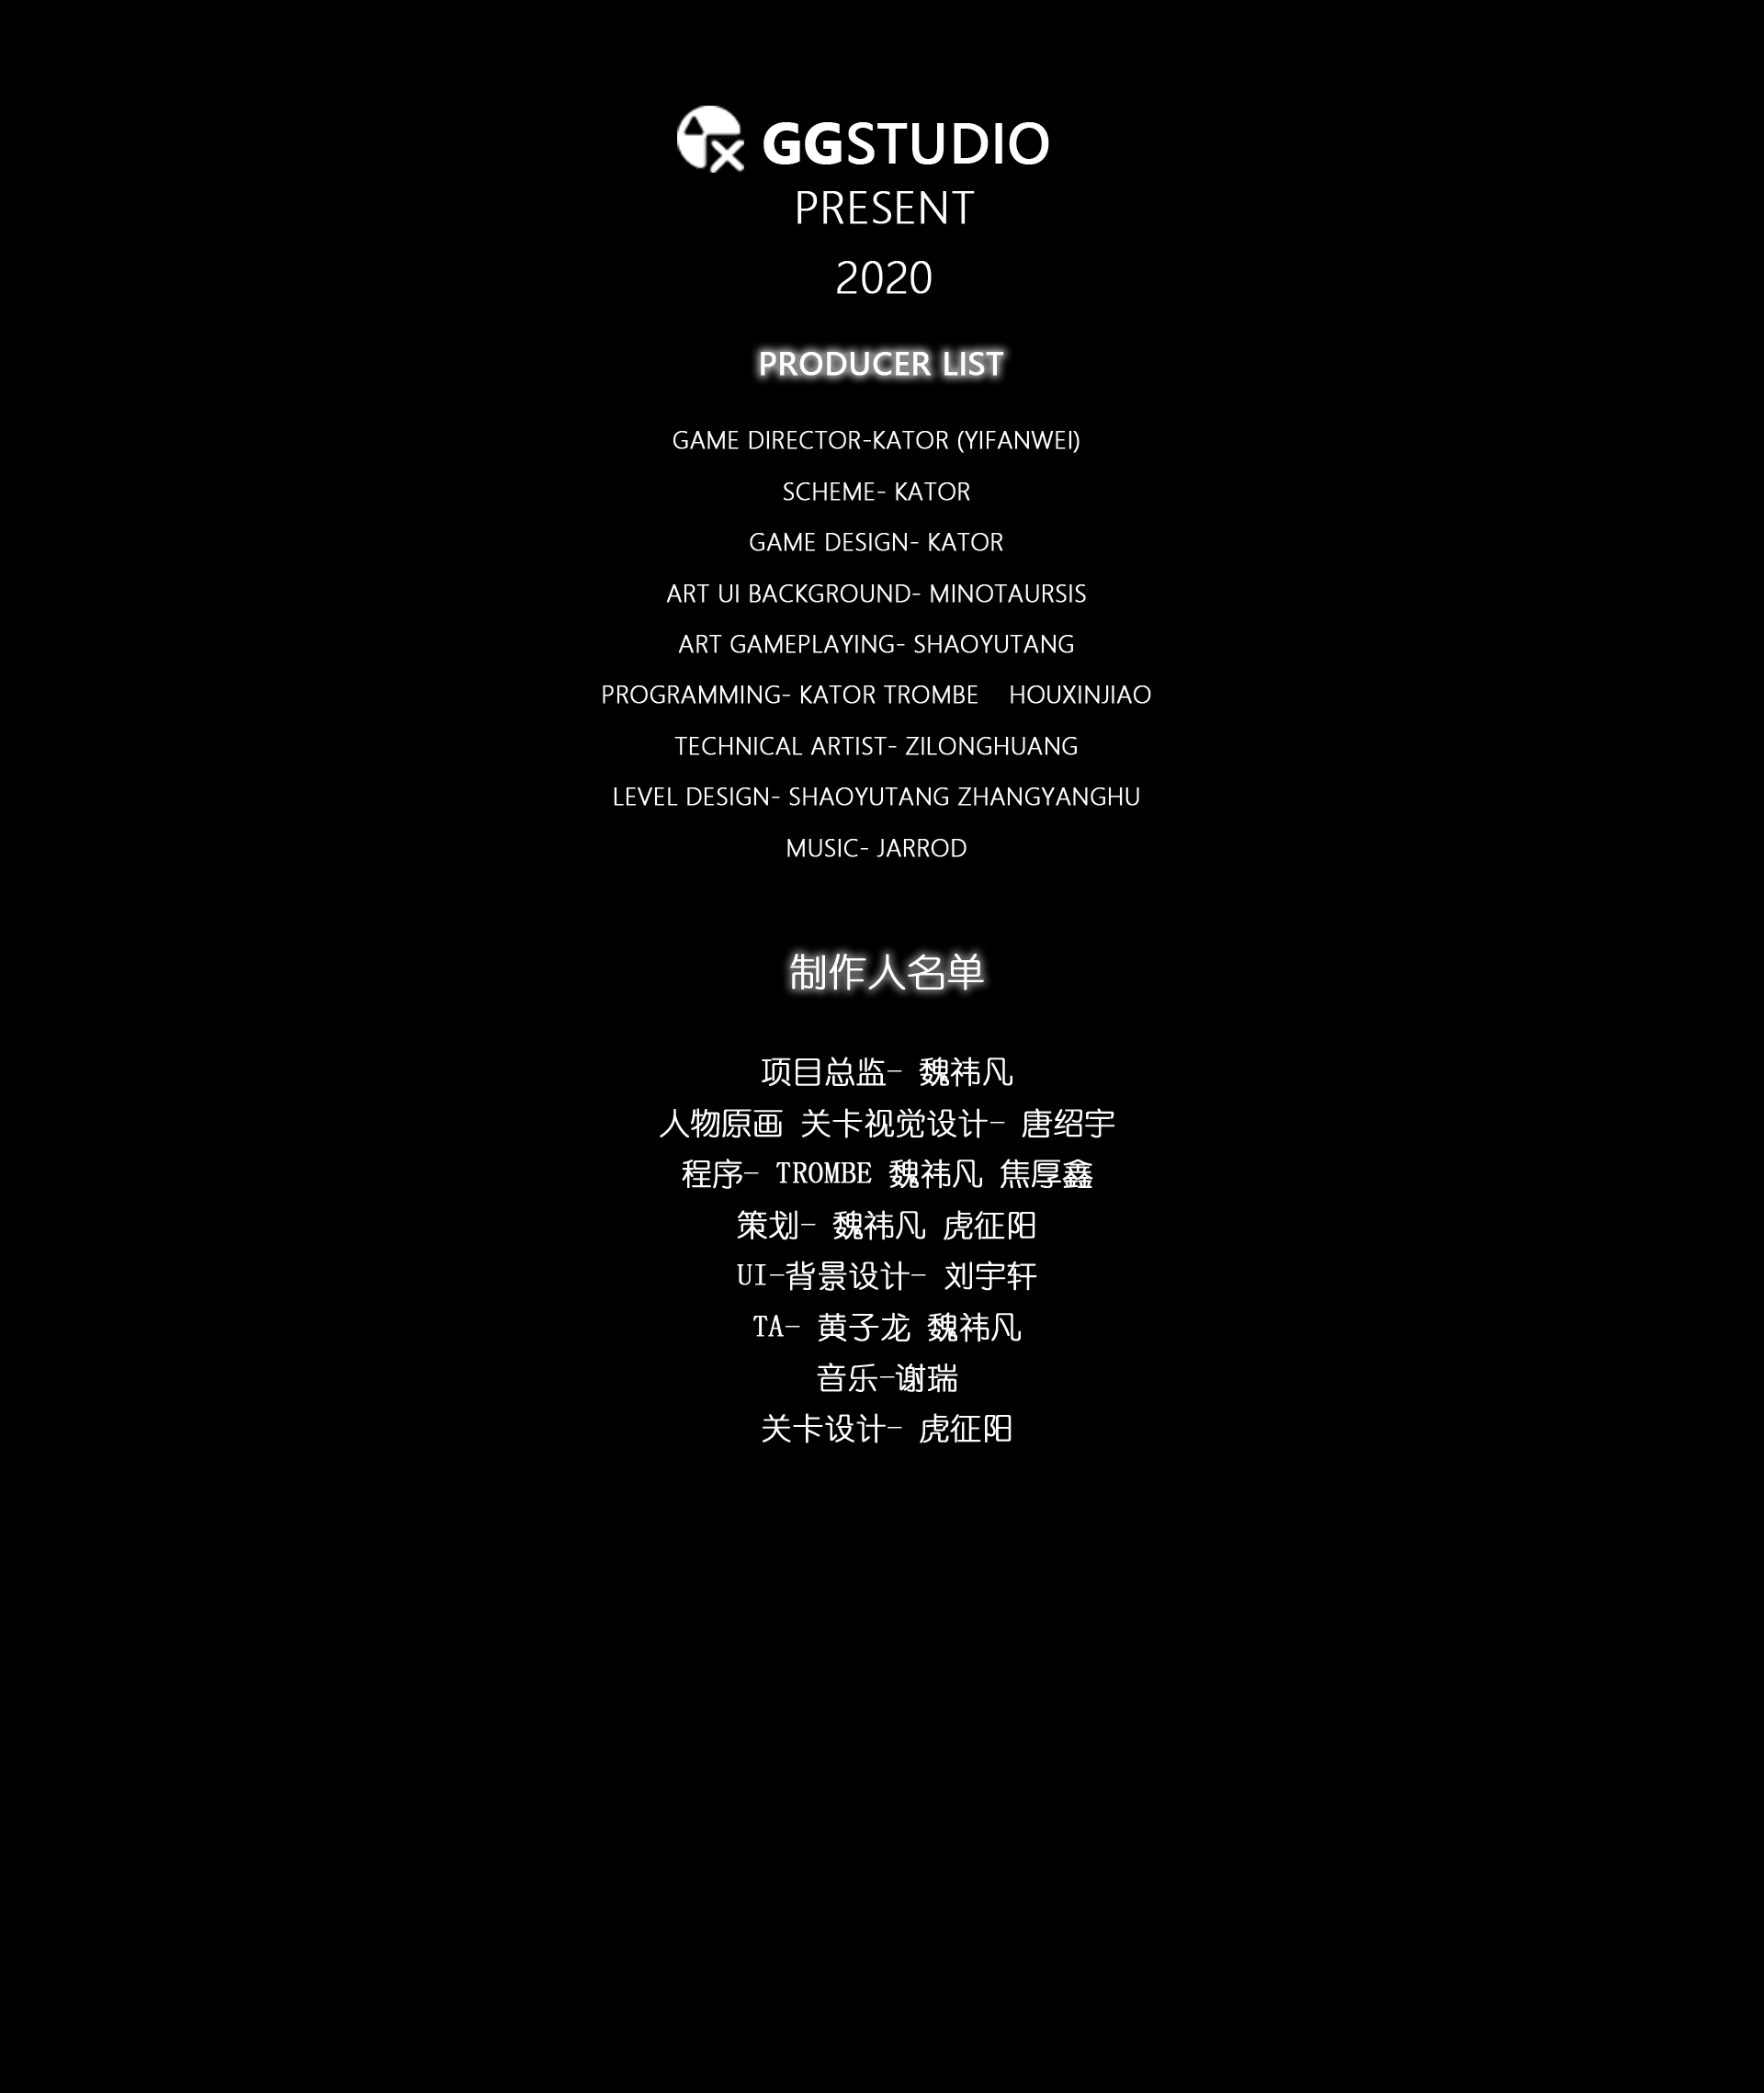 GGSTUDIO
PRESENT
2020
PRODUCER LIST
GAME DIRECTOR-KATOR (YIFANWEI)
SCHEME- KATOR
GAME DESIGN- KATOR
ART UI BACKGROUND- MINOTAURSIS
ART GAMEPLAYING- SHAOYUTANG
PROGRAMMING- KATOR TROMBE    HOUXINJIAO
TECHNICAL ARTIST- ZILONGHUANG
LEVEL DESIGN- SHAOYUTANG ZHANGYANGHU
MUSIC- JARROD
制作人名单
项目总监- 魏祎凡
人物原画 关卡视觉设计- 唐绍宇
程序- TROMBE 魏祎凡 焦厚鑫
策划- 魏祎凡 虎征阳
UI-背景设计- 刘宇轩
TA- 黄子龙 魏祎凡
音乐-谢瑞
关卡设计- 虎征阳